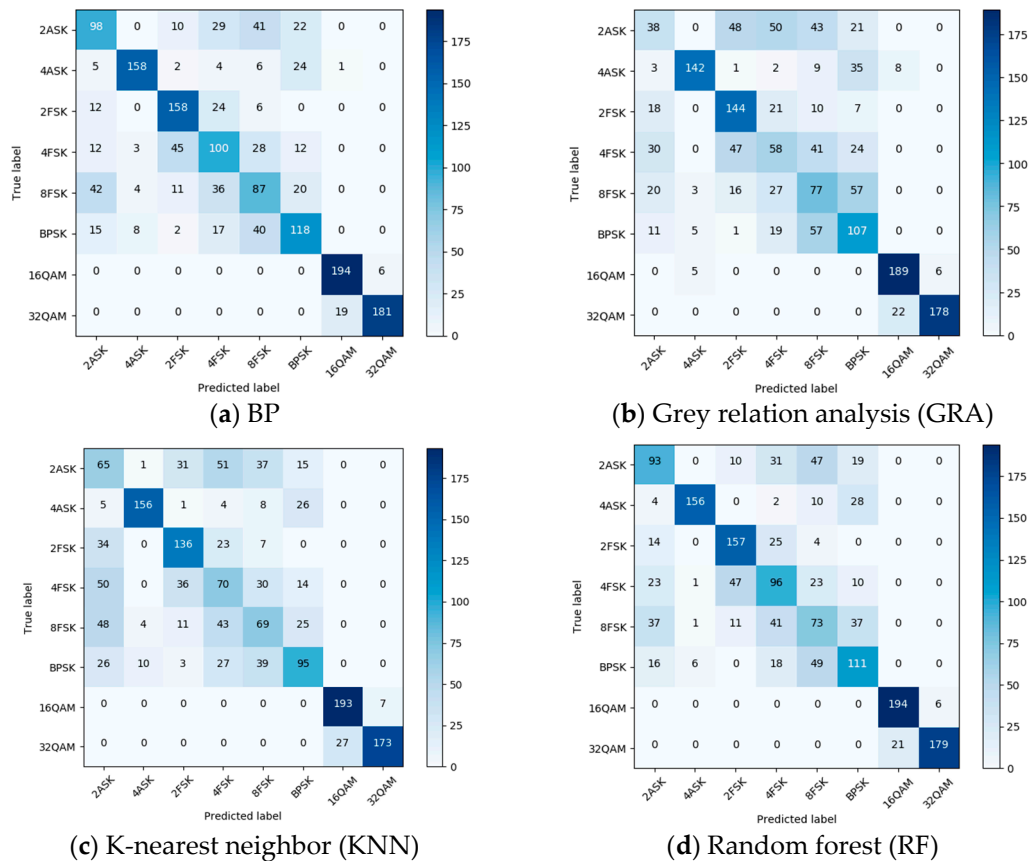 2ASK 98 0 10 29 41 22 0 0
4ASK 5 158 2 4 6 24 1 0
2FSK 12 0 158 24 6 0 0 0
4FSK 12 3 45 100 28 12 0 0
8FSK 42 4 11 36 87 20 0 0
BPSK 15 8 2 17 40 118 0 0
16QAM 0 0 0 0 0 0 194 6
32QAM 0 0 0 0 0 0 19 181
True label
2ASK 4ASK 2FSK 4FSK 8FSK BPSK 16QAM 32QAM
Predicted label
175
150
125
100
75
50
25
0
(a) BP
2ASK 38 0 48 50 43 21 0 0
4ASK 3 142 1 2 9 35 8 0
2FSK 18 0 144 21 10 7 0 0
4FSK 30 0 47 58 41 24 0 0
8FSK 20 3 16 27 77 57 0 0
BPSK 11 5 1 19 57 107 0 0
16QAM 0 5 0 0 0 0 189 6
32QAM 0 0 0 0 0 0 22 178
True label
2ASK 4ASK 2FSK 4FSK 8FSK BPSK 16QAM 32QAM
Predicted label
175
150
125
100
75
50
25
0
(b) Grey relation analysis (GRA)
2ASK 65 1 31 51 37 15 0 0
4ASK 5 156 1 4 8 26 0 0
2FSK 34 0 136 23 7 0 0 0
4FSK 50 0 36 70 30 14 0 0
8FSK 48 4 11 43 69 25 0 0
BPSK 26 10 3 27 39 95 0 0
16QAM 0 0 0 0 0 0 193 7
32QAM 0 0 0 0 0 0 27 173
True label
2ASK 4ASK 2FSK 4FSK 8FSK BPSK 16QAM 32QAM
Predicted label
175
150
125
100
75
50
25
0
(c) K-nearest neighbor (KNN)
2ASK 93 0 10 31 47 19 0 0
4ASK 4 156 0 2 10 28 0 0
2FSK 14 0 157 25 4 0 0 0
4FSK 23 1 47 96 23 10 0 0
8FSK 37 1 11 41 73 37 0 0
BPSK 16 6 0 18 49 111 0 0
16QAM 0 0 0 0 0 0 194 6
32QAM 0 0 0 0 0 0 21 179
True label
2ASK 4ASK 2FSK 4FSK 8FSK BPSK 16QAM 32QAM
Predicted label
175
150
125
100
75
50
25
0
(d) Random forest (RF)